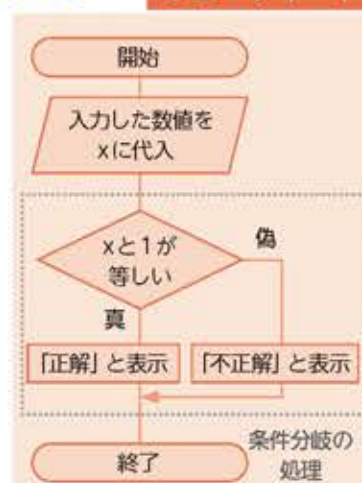 開始
入力した数値を
xに代入
xと1が
等しい
偽
真
「正解」と表示
「不正解」と表示
終了
条件分岐の
処理